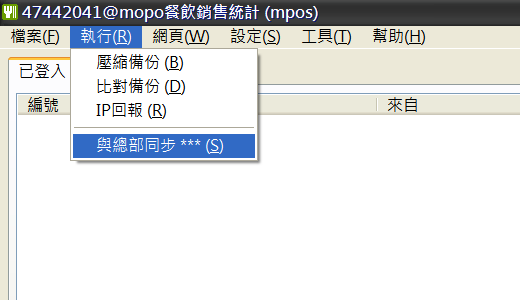 47442041@mopo餐飲銷售統計 (mpos)
檔案(F) 執行(R) 網頁(W) 設定(S) 工具(T) 幫助(H)
已登入
壓縮備份 (B)
比對備份 (D)
編號 來自
IP回報 (R)
與總部同步 *** (S)